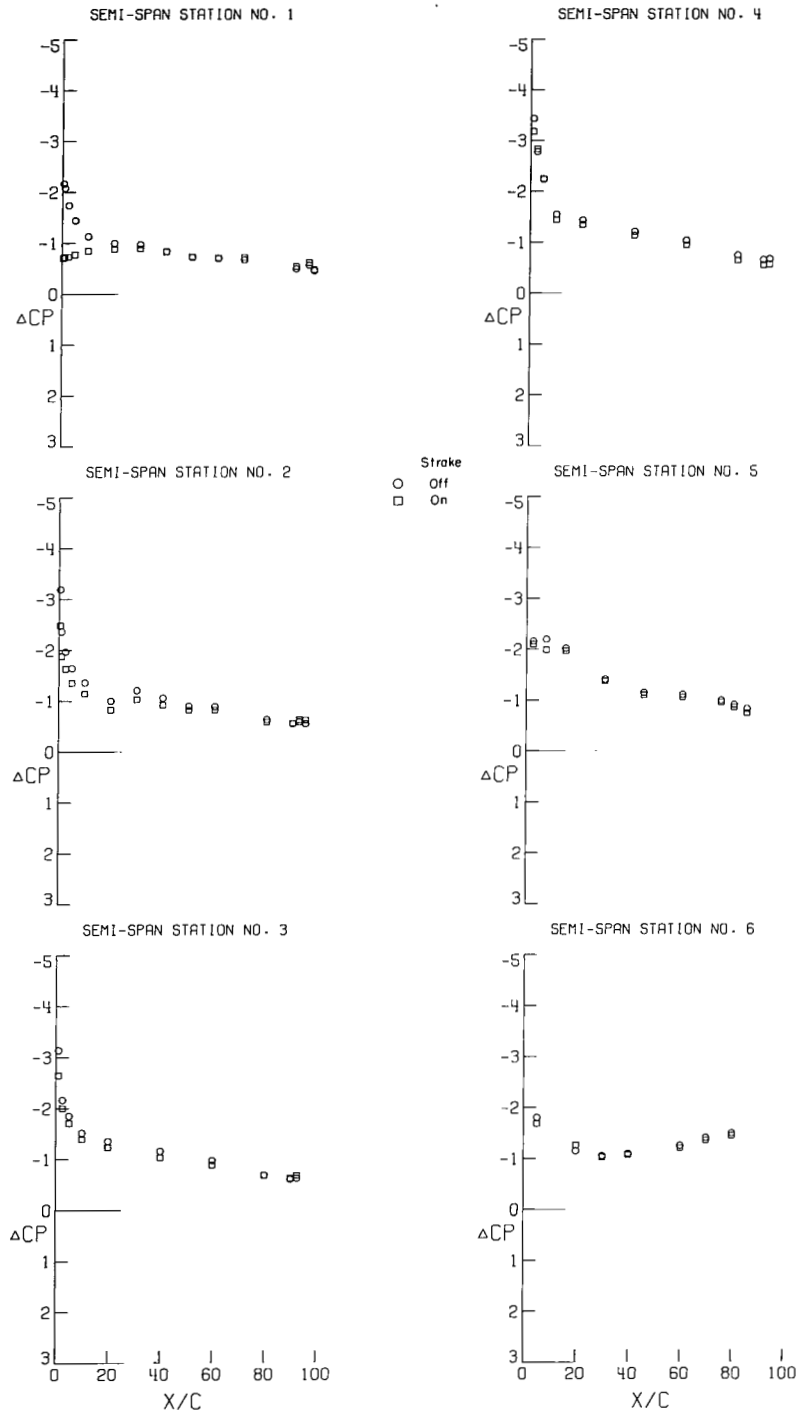 SEMI-SPAN STATION NO. 1
-5
-4
-3
-2
-1
0
ΔCP
1
2
3
SEMI-SPAN STATION NO. 4
-5
-4
-3
-2
-1
0
ΔCP
1
2
3
Strake
○ Off
□ On
SEMI-SPAN STATION NO. 2
-5
-4
-3
-2
-1
0
ΔCP
1
2
3
SEMI-SPAN STATION NO. 5
-5
-4
-3
-2
-1
0
ΔCP
1
2
3
SEMI-SPAN STATION NO. 3
-5
-4
-3
-2
-1
0
ΔCP
1
2
3
0 20 40 60 80 100
X/C
SEMI-SPAN STATION NO. 6
-5
-4
-3
-2
-1
0
ΔCP
1
2
3
0 20 40 60 80 100
X/C